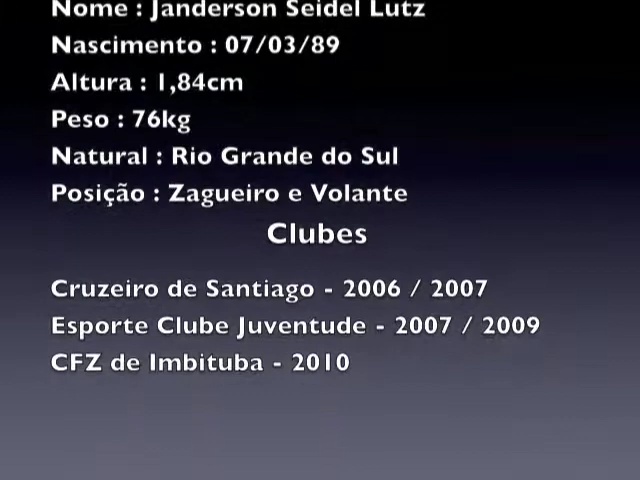 Nome : Janderson Seidel Lutz
Nascimento : 07/03/89
Altura : 1,84cm
Peso : 76kg
Natural : Rio Grande do Sul
Posição : Zagueiro e Volante
Clubes
Cruzeiro de Santiago - 2006 / 2007
Esporte Clube Juventude - 2007 / 2009
CFZ de Imbituba - 2010